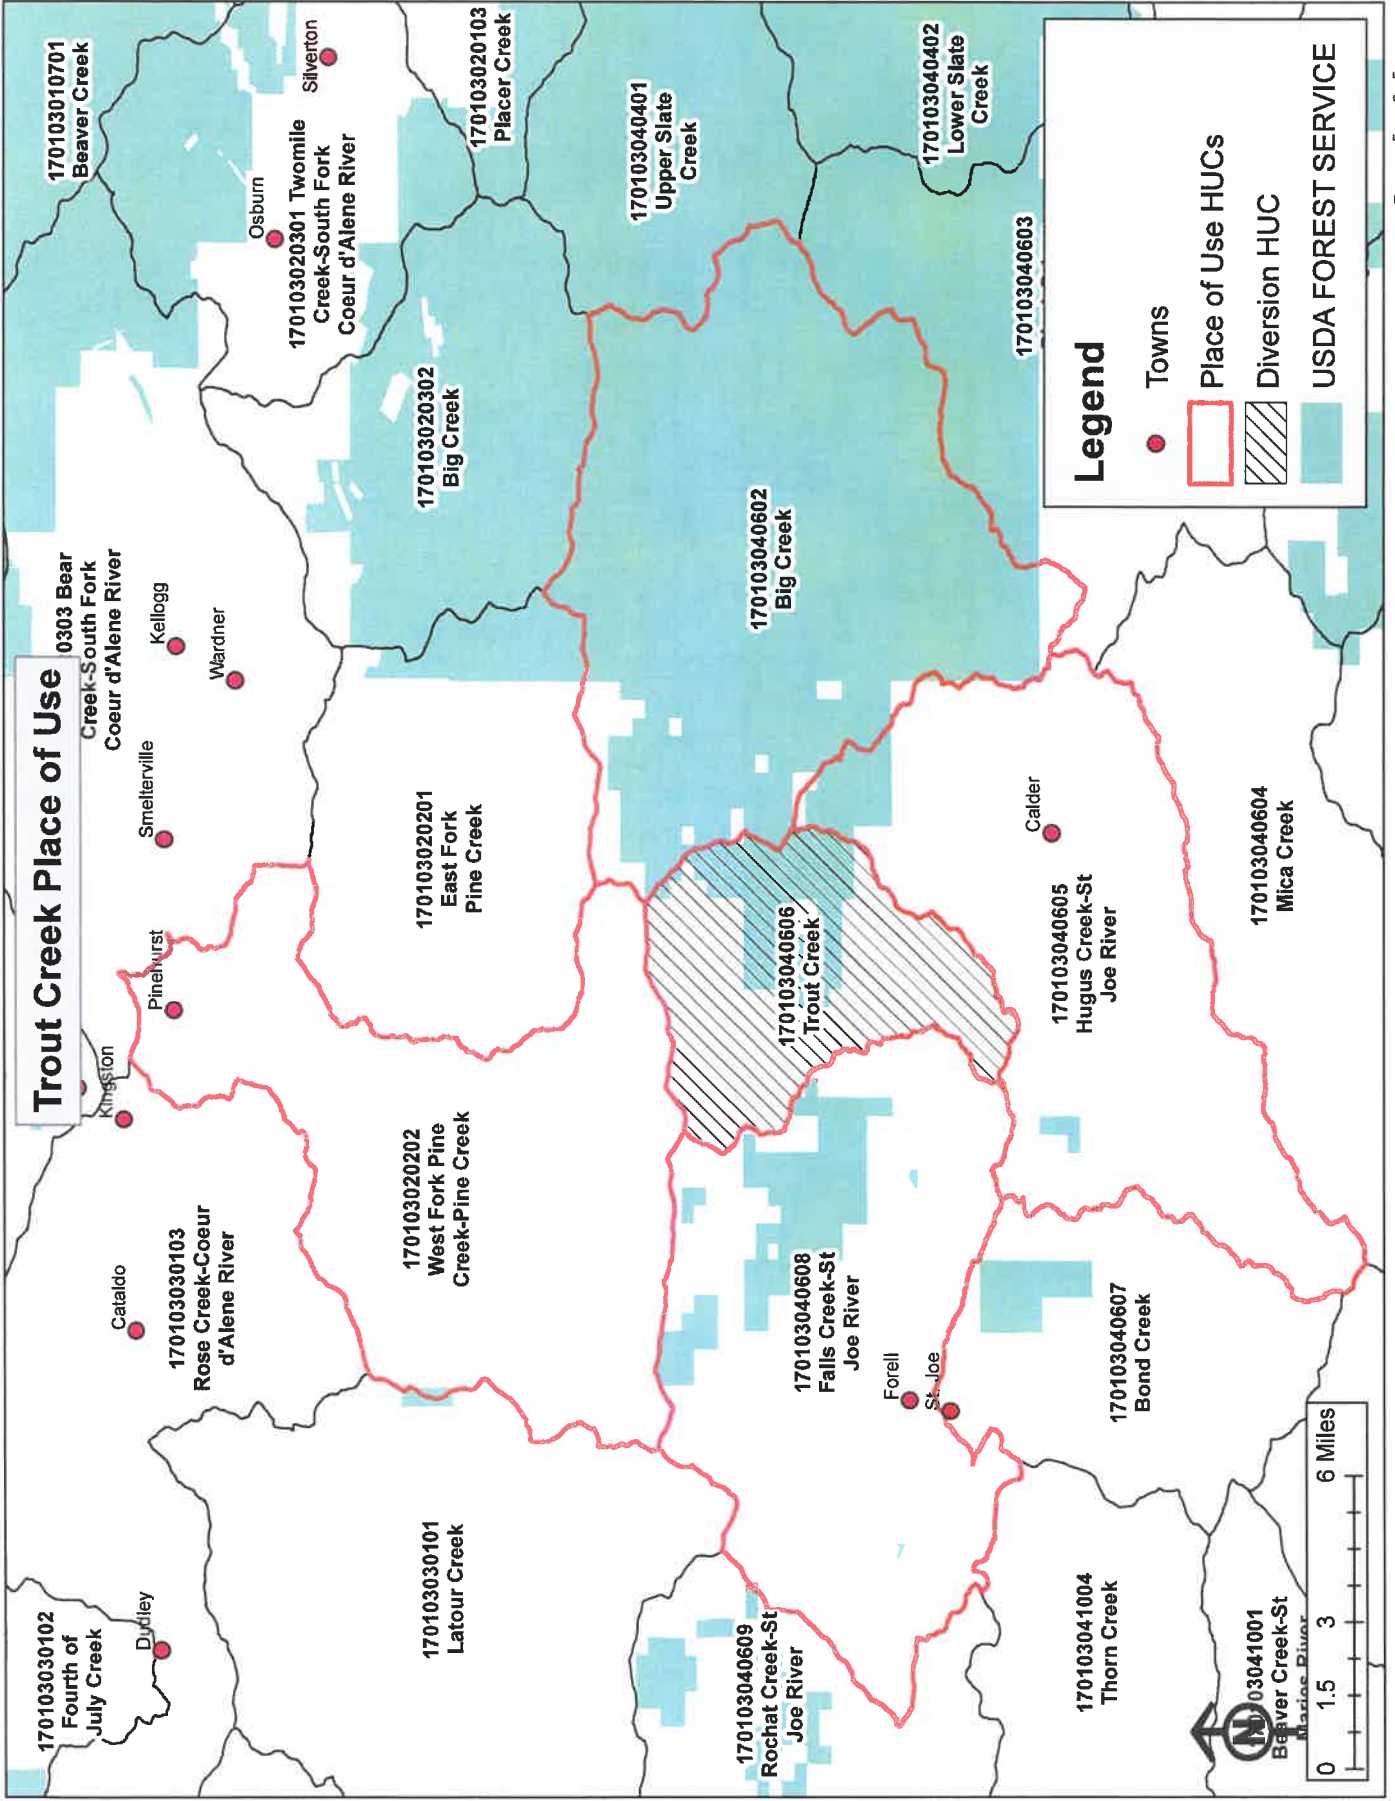 Trout Creek Place of Use
170103030102
Fourth of
July Creek
Dudley
Cataldo
170103030103
Rose Creek-Coeur
d'Alene River
Kingston
Pinehurst
Smelterville
0303 Bear
Creek-South Fork
Coeur d'Alene River
Kellogg
Wardner
170103010701
Beaver Creek
Osburn
Silverton
170103020301 Twomile
Creek-South Fork
Coeur d'Alene River
170103020103
Placer Creek
170103030101
Latour Creek
170103020202
West Fork Pine
Creek-Pine Creek
170103020201
East Fork
Pine Creek
170103020302
Big Creek
170103040401
Upper Slate
Creek
170103040609
Rochat Creek-St
Joe River
170103040608
Falls Creek-St
Joe River
Forell
St. Joe
170103040606
Trout Creek
170103040602
Big Creek
170103040402
Lower Slate
Creek
170103040603
170103041004
Thorn Creek
170103040607
Bond Creek
170103040605
Hugus Creek-St
Joe River
Calder
170103040604
Mica Creek
03041001
Beaver Creek-St
Maries River
N
0 1.5 3 6 Miles
Legend
Towns
Place of Use HUCs
Diversion HUC
USDA FOREST SERVICE